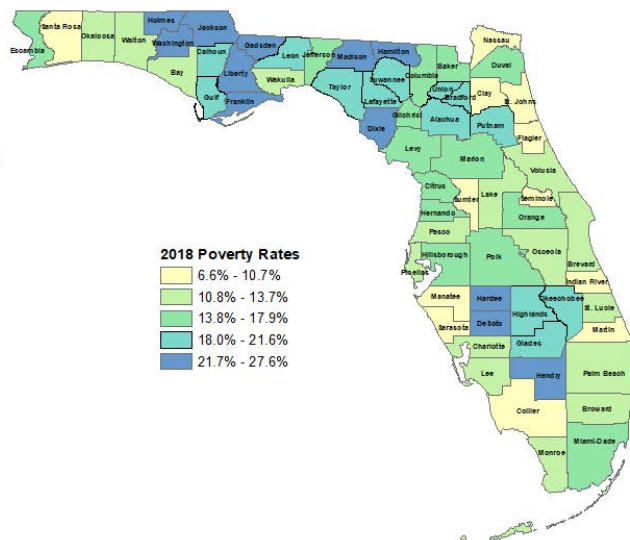 Holmes
Jackson
Santa Rosa
Okaloosa
Walton
Washington
Escambia
Bay
Calhoun
Gadsden
Liberty
Gulf
Franklin
Leon
Wakulla
Jefferson
Madison
Hamilton
Taylor
Suwannee
Lafayette
Dixie
Columbia
Gilchrist
Baker
Nassau
Duval
Union
Bradford
Clay
St. Johns
Alachua
Putnam
Flagler
Levy
Marion
Volusia
Citrus
Sumter
Lake
Seminole
Hernando
Orange
Pasco
Osceola
Brevard
Pinellas
Hillsborough
Polk
Indian River
2018 Poverty Rates
6.6% - 10.7%
10.8% - 13.7%
13.8% - 17.9%
18.0% - 21.6%
21.7% - 27.6%
Manatee
Hardee
Highlands
Okeechobee
St. Lucie
Sarasota
DeSoto
Martin
Charlotte
Glades
Lee
Hendry
Palm Beach
Collier
Broward
Monroe
Miami-Dade